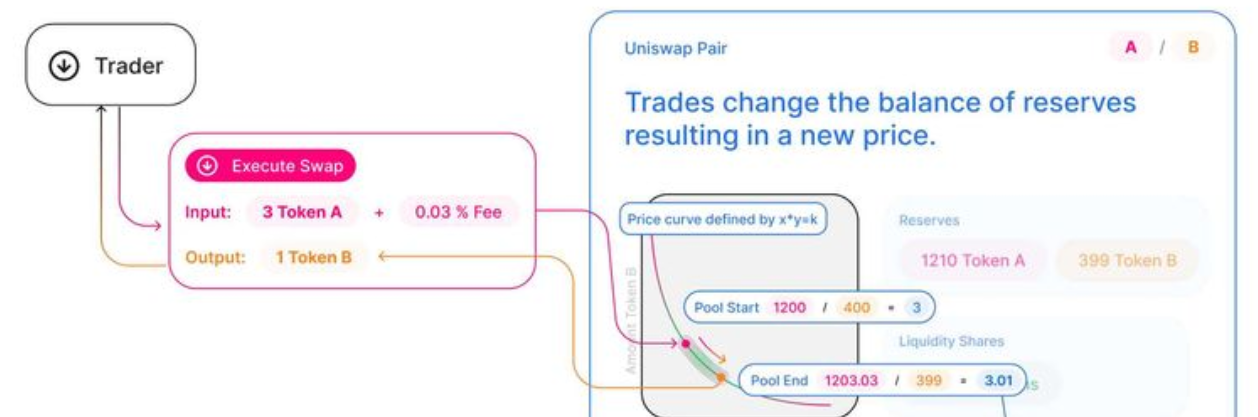 Trader
Execute Swap
Input: 3 Token A + 0.03 % Fee
Output: 1 Token B
Uniswap Pair
A / B
Trades change the balance of reserves
resulting in a new price.
Price curve defined by x*y=k
Amount Token B
Pool Start 1200 / 400 = 3
Pool End 1203.03 / 399 = 3.01
Reserves
1210 Token A 399 Token B
Liquidity Shares